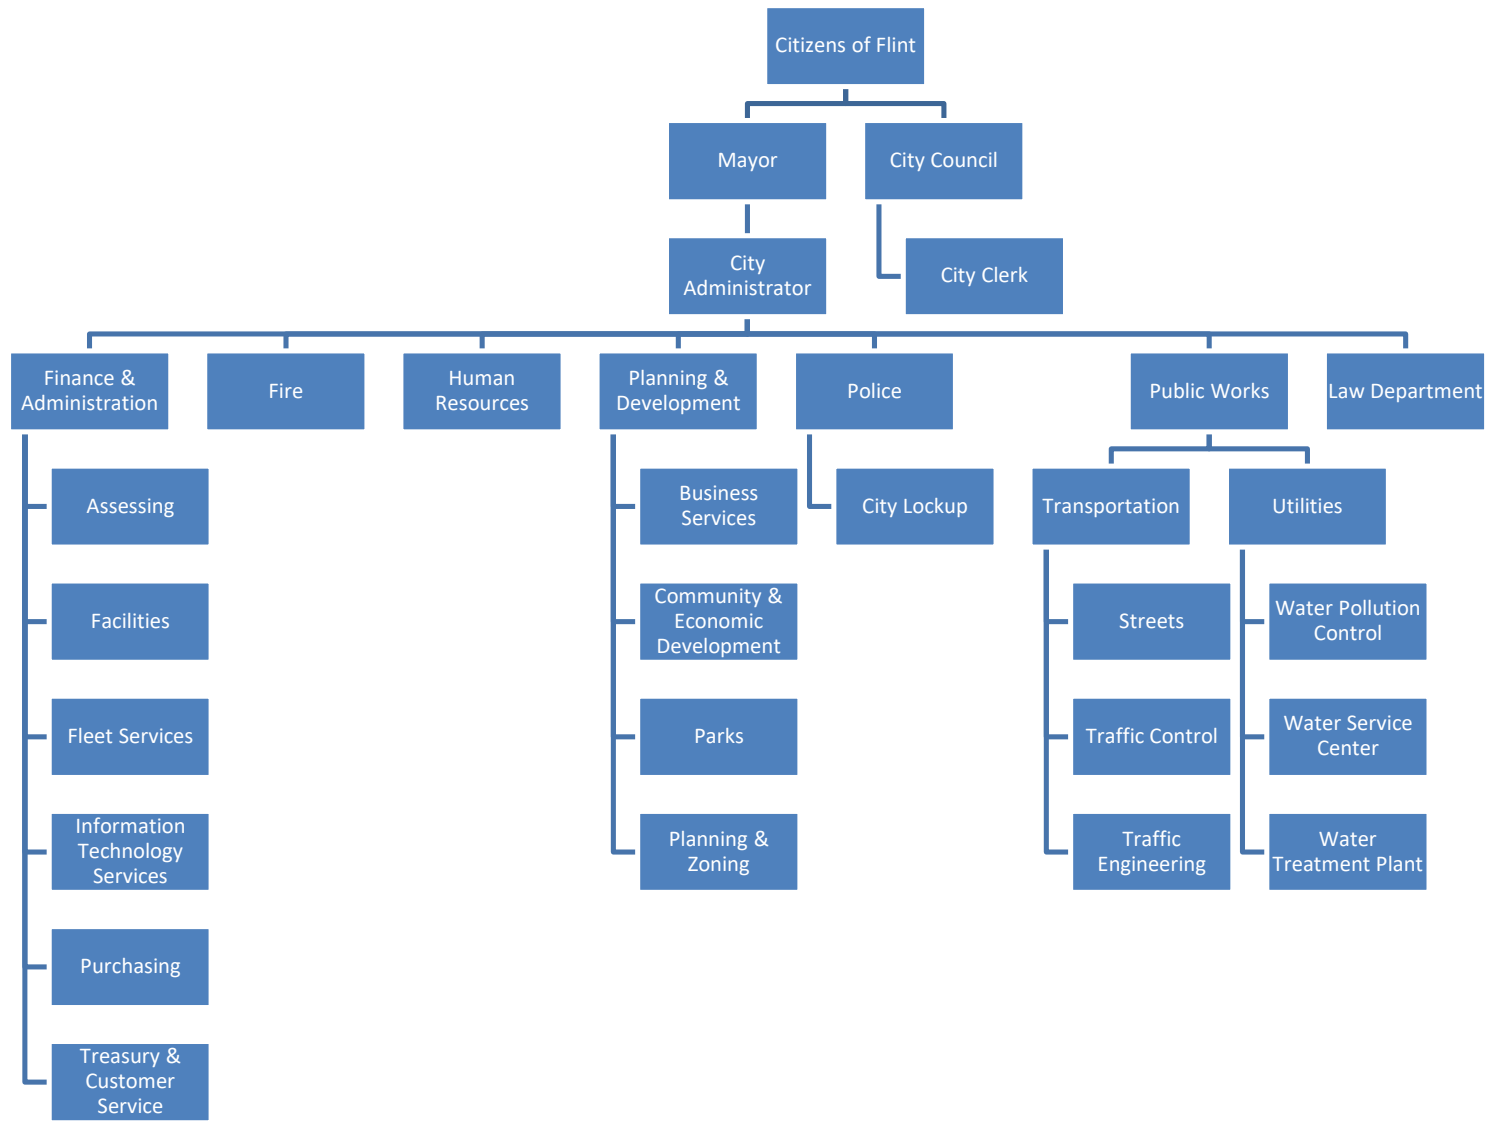 Citizens of Flint
Mayor
City Council
City
Administrator
City Clerk
Finance &
Administration
Fire
Human
Resources
Planning &
Development
Police
Public Works
Law Department
Assessing
Business
Services
City Lockup
Transportation
Utilities
Facilities
Community &
Economic
Development
Streets
Water Pollution
Control
Fleet Services
Parks
Traffic Control
Water Service
Center
Information
Technology
Services
Planning &
Zoning
Traffic
Engineering
Water
Treatment Plant
Purchasing
Treasury &
Customer
Service